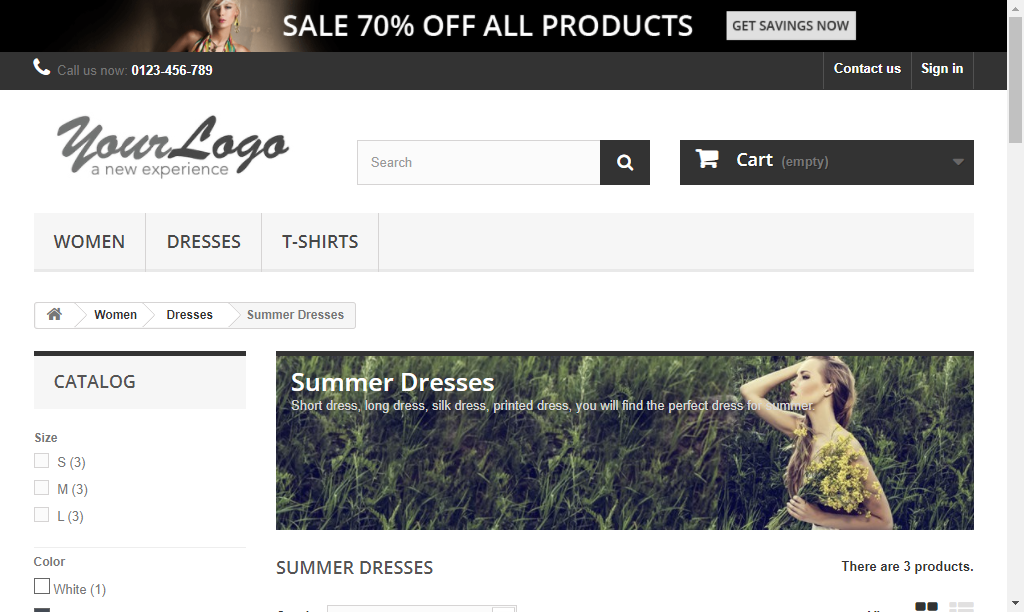 SALE 70% OFF ALL PRODUCTS GET SAVINGS NOW
Call us now: 0123-456-789 Contact us Sign in
YourLogo
a new experience
Search
Cart (empty)
WOMEN DRESSES T-SHIRTS
Women Dresses Summer Dresses
CATALOG
Size
S (3)
M (3)
L (3)
Color
White (1)
Summer Dresses
Short dress, long dress, silk dress, printed dress, you will find the perfect dress for summer.
SUMMER DRESSES There are 3 products.